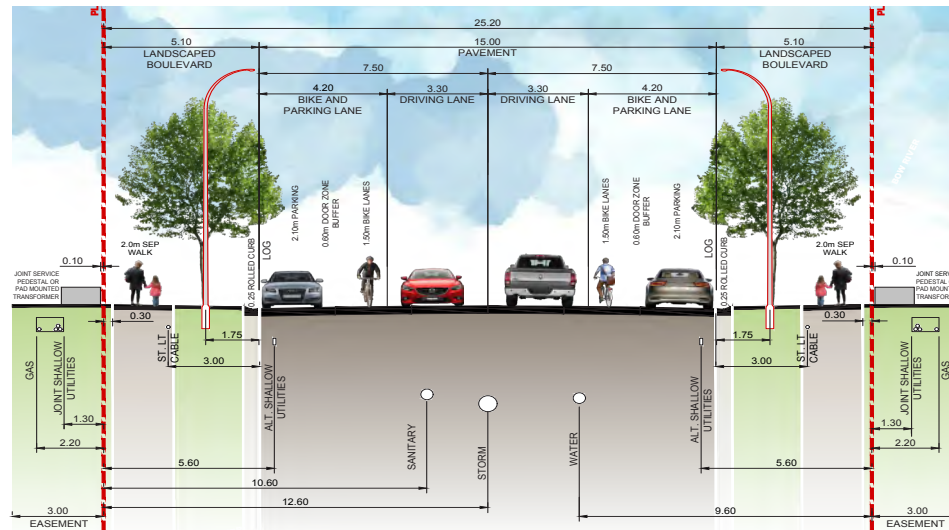 PL
PL
25.20
5.10
15.00
5.10
LANDSCAPED
BOULEVARD
PAVEMENT
LANDSCAPED
BOULEVARD
7.50
7.50
4.20
3.30
3.30
4.20
BIKE AND
PARKING LANE
DRIVING LANE
DRIVING LANE
BIKE AND
PARKING LANE
2.10m PARKING
0.60m DOOR ZONE
BUFFER
1.50m BIKE LANES
1.50m BIKE LANES
0.60m DOOR ZONE
BUFFER
2.10m PARKING
2.0m SEP
WALK
0.25 ROLLED CURB
LOG
LOG
0.25 ROLLED CURB
2.0m SEP
WALK
0.10
0.10
JOINT SERVICE
PEDESTAL OR
PAD MOUNTED
TRANSFORMER
JOINT SERVICE
PEDESTAL O
PAD MOUNT
TRANSFORM
0.30
0.30
1.75
1.75
ST. LT
CABLE
ST. LT
CABLE
3.00
3.00
GAS
JOINT SHALLOW
UTILITIES
ALT. SHALLOW
UTILITIES
ALT. SHALLOW
UTILITIES
JOINT SHALLOW
UTILITIES
GAS
1.30
1.30
2.20
2.20
SANITARY
STORM
WATER
5.60
5.60
10.60
12.60
9.60
3.00
EASEMENT
3.00
EASEMENT